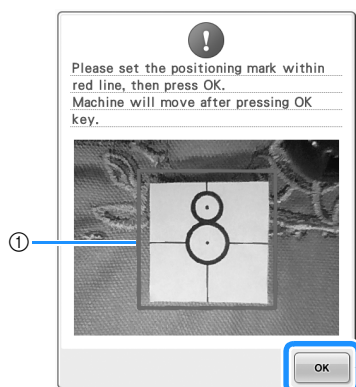 Please set the positioning mark within
red line, then press OK.
Machine will move after pressing OK
key.
①
OK